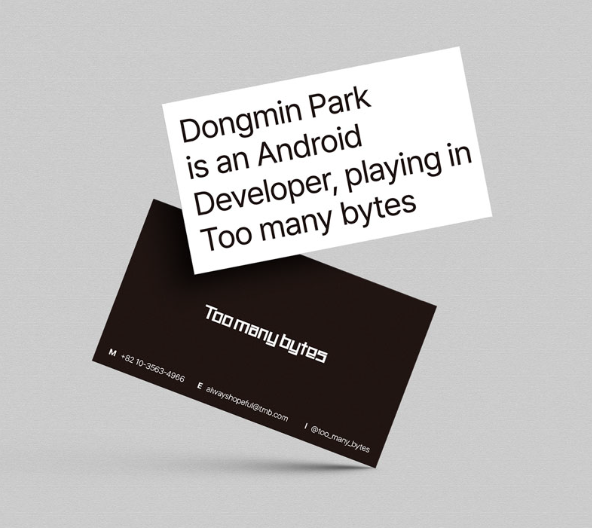 Dongmin Park
is an Android
Developer, playing in
Too many bytes
Too many bytes
M +82 10-3563-4966 E alwayshopeful@tmb.com I @too_many_bytes